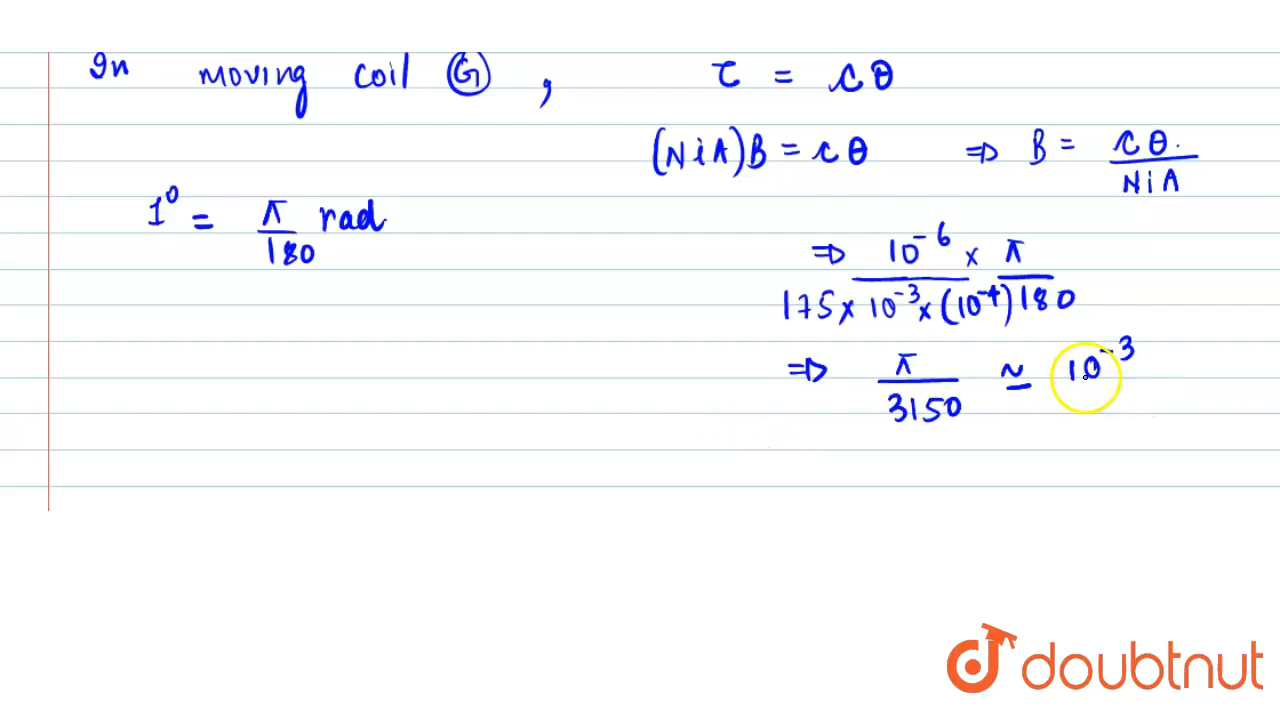 In moving coil G, τ = Cθ
(NiA)B = Cθ ⇒ B = Cθ/NiA
1° = π/180 rad
⇒ 10⁻⁶/175 × 10⁻³ × (10⁻⁴) × π/180
⇒ π/3150 ≃ 10⁻³
doubtnut